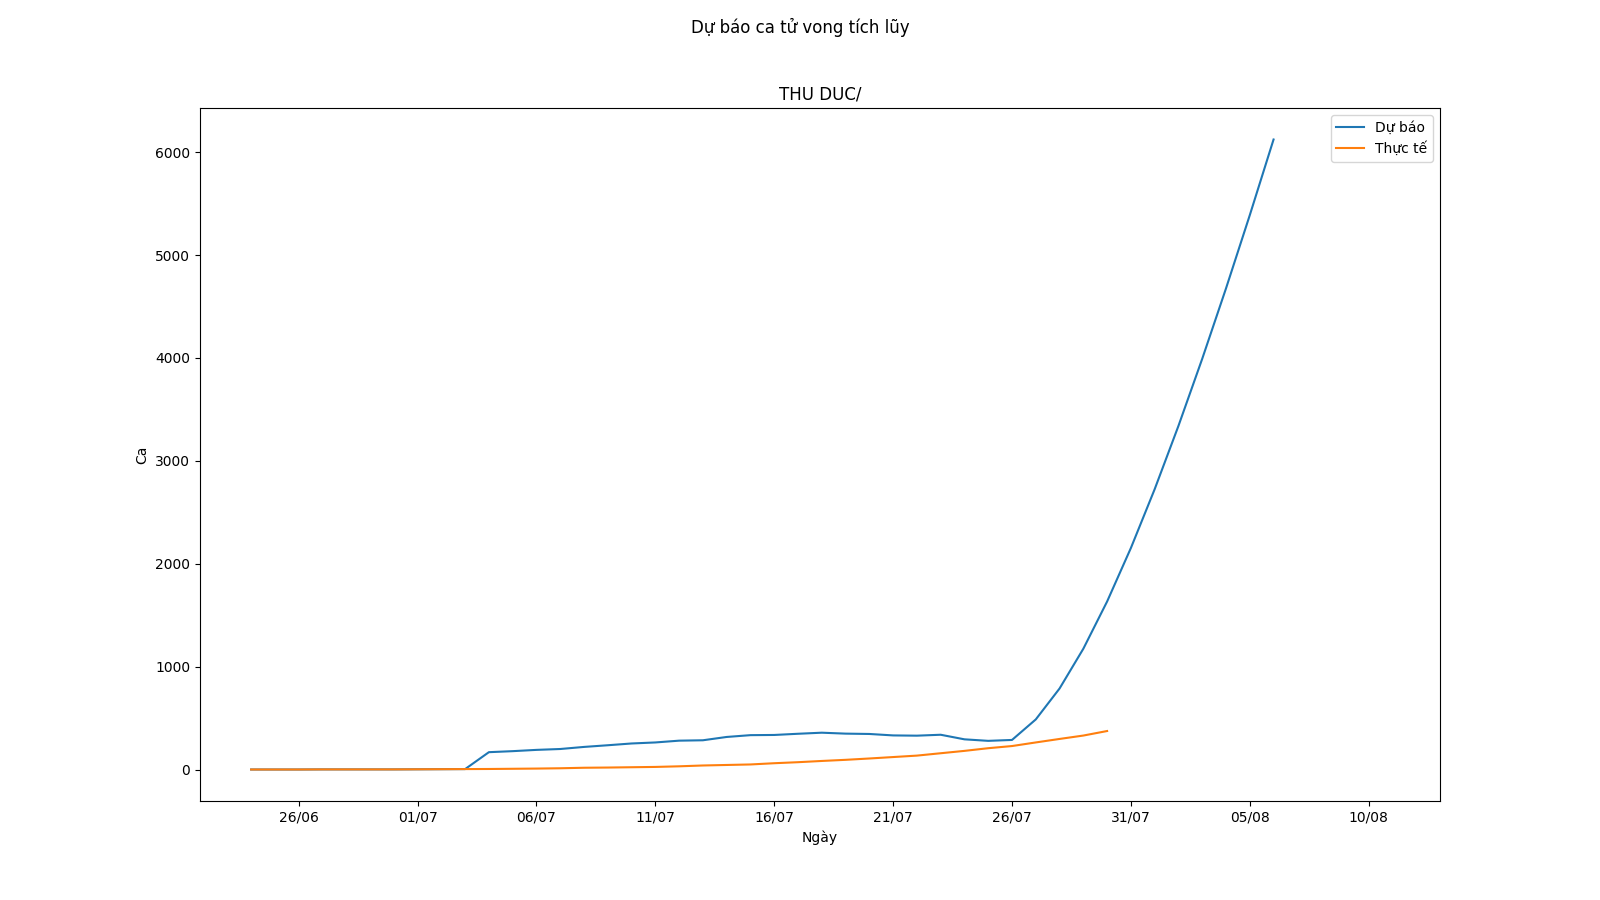 Dự báo ca tử vong tích lũy
THU DUC/
Dự báo
Thực tế
6000
5000
4000
3000
2000
1000
0
Ca
26/06
01/07
06/07
11/07
16/07
21/07
26/07
31/07
05/08
10/08
Ngày